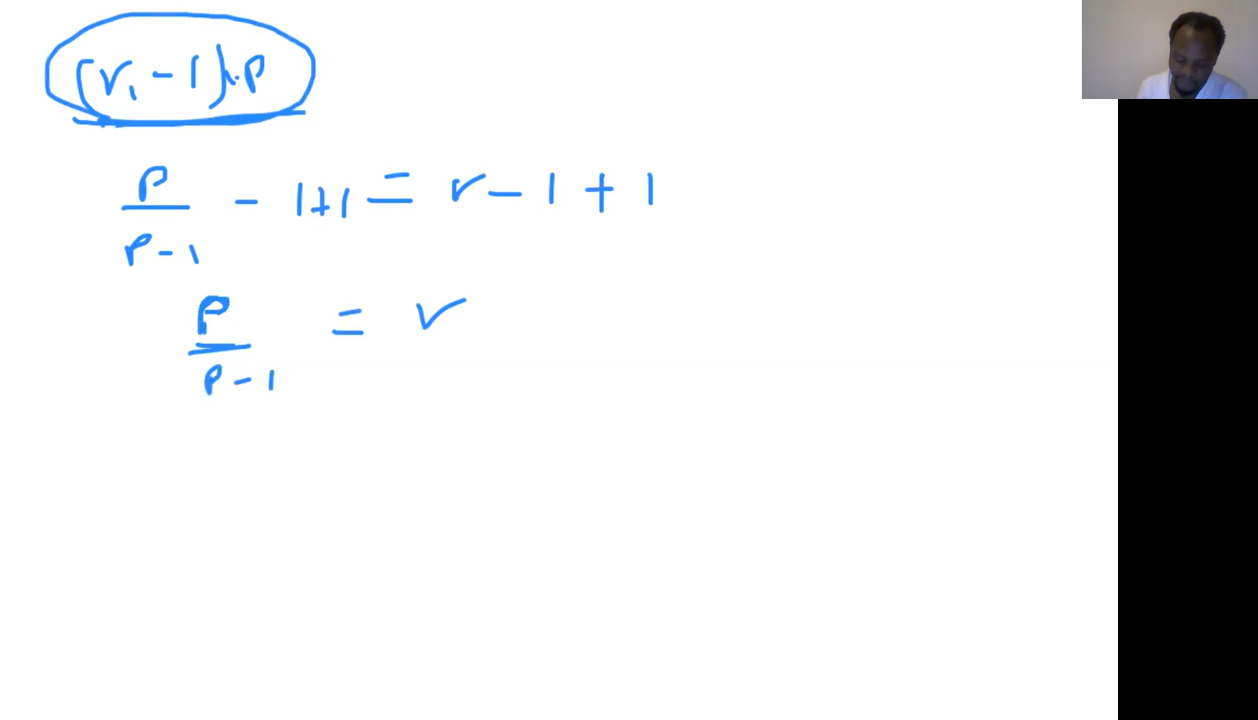 (r₁ - 1)·p
p/(p-1) - 1+1 = r - 1 + 1
p/(p-1) = r